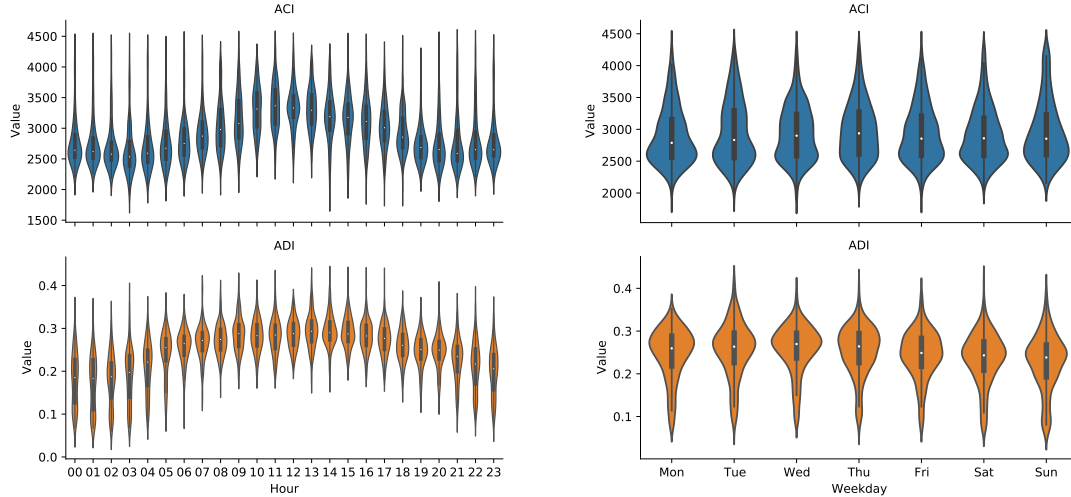 ACI
Value
4500
4000
3500
3000
2500
2000
1500
ADI
Value
0.4
0.3
0.2
0.1
0.0
00 01 02 03 04 05 06 07 08 09 10 11 12 13 14 15 16 17 18 19 20 21 22 23
Hour
ACI
Value
4500
4000
3500
3000
2500
2000
ADI
Value
0.4
0.3
0.2
0.1
Mon Tue Wed Thu Fri Sat Sun
Weekday